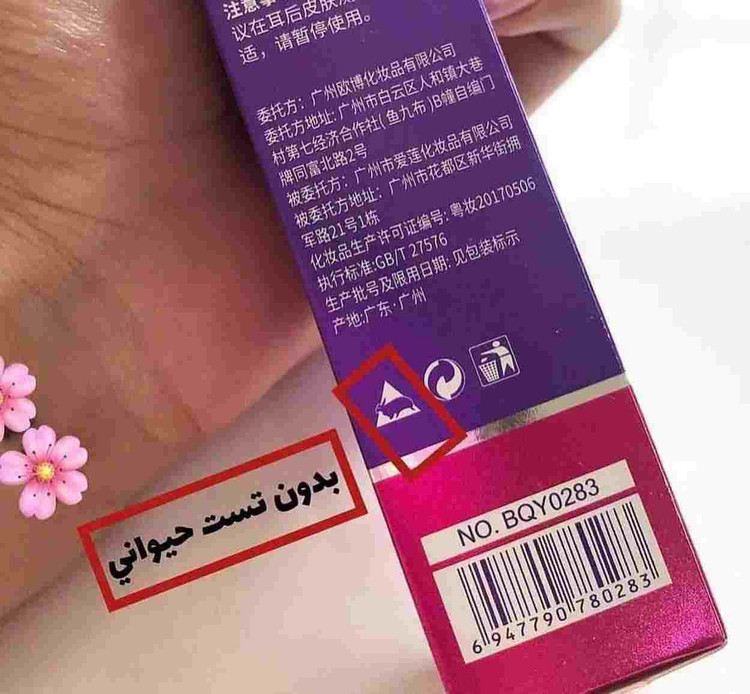 注意事
议在耳后皮肤
适，请暂停使用。
委托方：广州欧博化妆品有限公司
委托方地址：广州市白云区人和镇大巷
村第七经济合作社(鱼九布)B幢自编门
牌同富北路2号
被委托方：广州市爱莲化妆品有限公司
被委托方地址：广州市花都区新华街拥
军路21号1栋
化妆品生产许可证编号：粤妆20170506
执行标准:GB/T 27576
生产批号及限用日期: 见包装标示
产地:广东·广州
بدون تست حيواني
NO. BQY0283
6 947790 780283